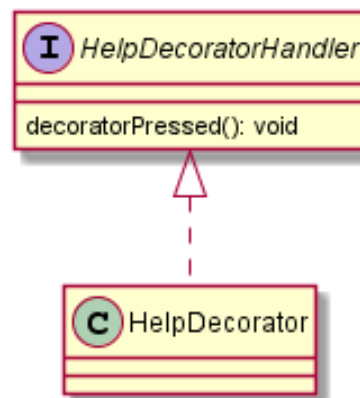 I HelpDecoratorHandler
decoratorPressed(): void
C HelpDecorator